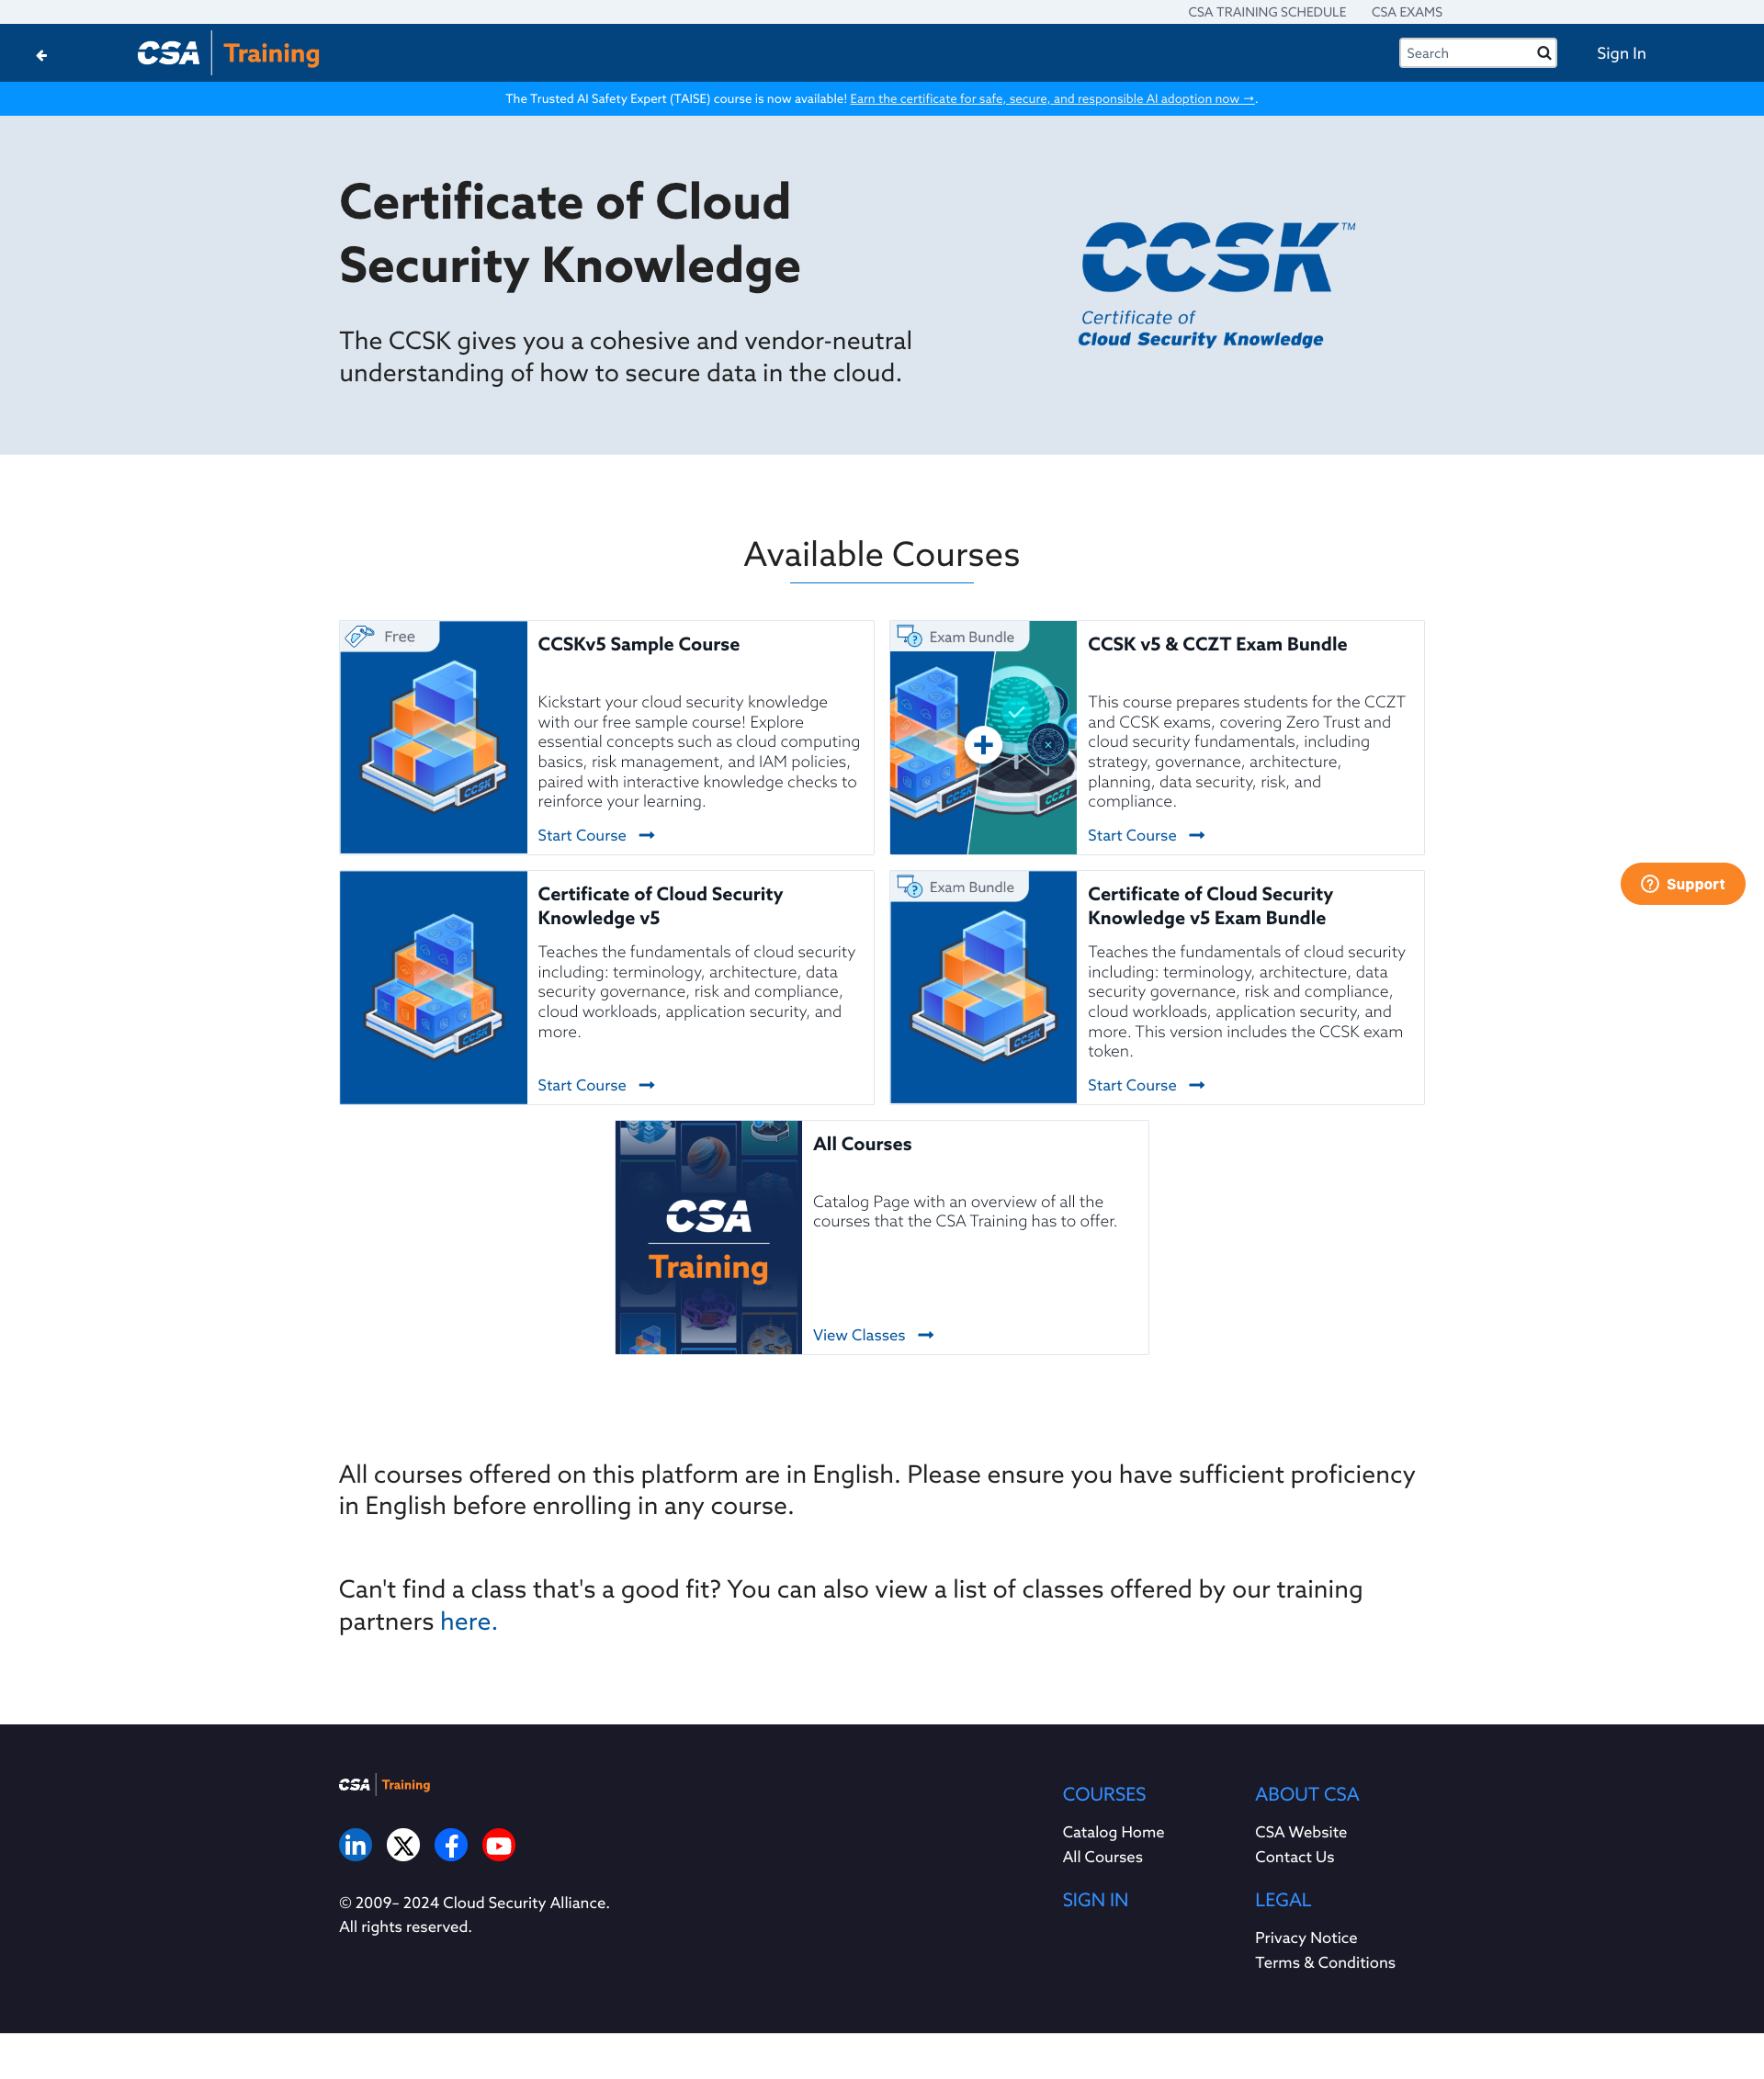 CSA TRAINING SCHEDULE CSA EXAMS
CSA Training Search Sign In
The Trusted AI Safety Expert (TAISE) course is now available! Earn the certificate for safe, secure, and responsible AI adoption now →.
Certificate of Cloud
Security Knowledge
The CCSK gives you a cohesive and vendor-neutral
understanding of how to secure data in the cloud.
CCSK™
Certificate of
Cloud Security Knowledge
Available Courses
Free
CCSK
CCSKv5 Sample Course
Kickstart your cloud security knowledge
with our free sample course! Explore
essential concepts such as cloud computing
basics, risk management, and IAM policies,
paired with interactive knowledge checks to
reinforce your learning.
Start Course
Exam Bundle
CCSK
CCZT
CCSK v5 & CCZT Exam Bundle
This course prepares students for the CCZT
and CCSK exams, covering Zero Trust and
cloud security fundamentals, including
strategy, governance, architecture,
planning, data security, risk, and
compliance.
Start Course
CCSK
Certificate of Cloud Security
Knowledge v5
Teaches the fundamentals of cloud security
including: terminology, architecture, data
security governance, risk and compliance,
cloud workloads, application security, and
more.
Start Course
Exam Bundle
CCSK
Certificate of Cloud Security
Knowledge v5 Exam Bundle
Teaches the fundamentals of cloud security
including: terminology, architecture, data
security governance, risk and compliance,
cloud workloads, application security, and
more. This version includes the CCSK exam
token.
Start Course
Support
CSA
Training
All Courses
Catalog Page with an overview of all the
courses that the CSA Training has to offer.
View Classes
All courses offered on this platform are in English. Please ensure you have sufficient proficiency
in English before enrolling in any course.
Can't find a class that's a good fit? You can also view a list of classes offered by our training
partners here.
CSA Training
© 2009– 2024 Cloud Security Alliance.
All rights reserved.
COURSES
Catalog Home
All Courses
SIGN IN
ABOUT CSA
CSA Website
Contact Us
LEGAL
Privacy Notice
Terms & Conditions